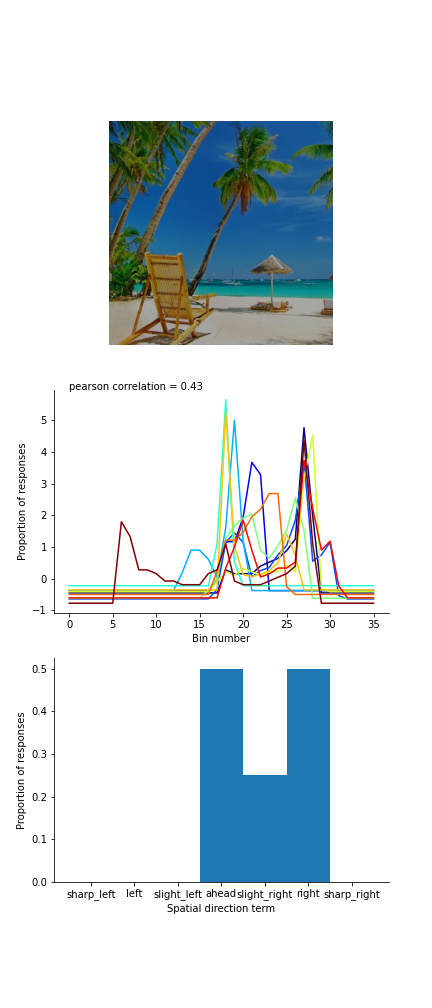 pearson correlation = 0.43
Proportion of responses
5
4
3
2
1
0
−1
0 5 10 15 20 25 30 35
Bin number
Proportion of responses
0.5
0.4
0.3
0.2
0.1
0.0
sharp_left left slight_left ahead slight_right right sharp_right
Spatial direction term